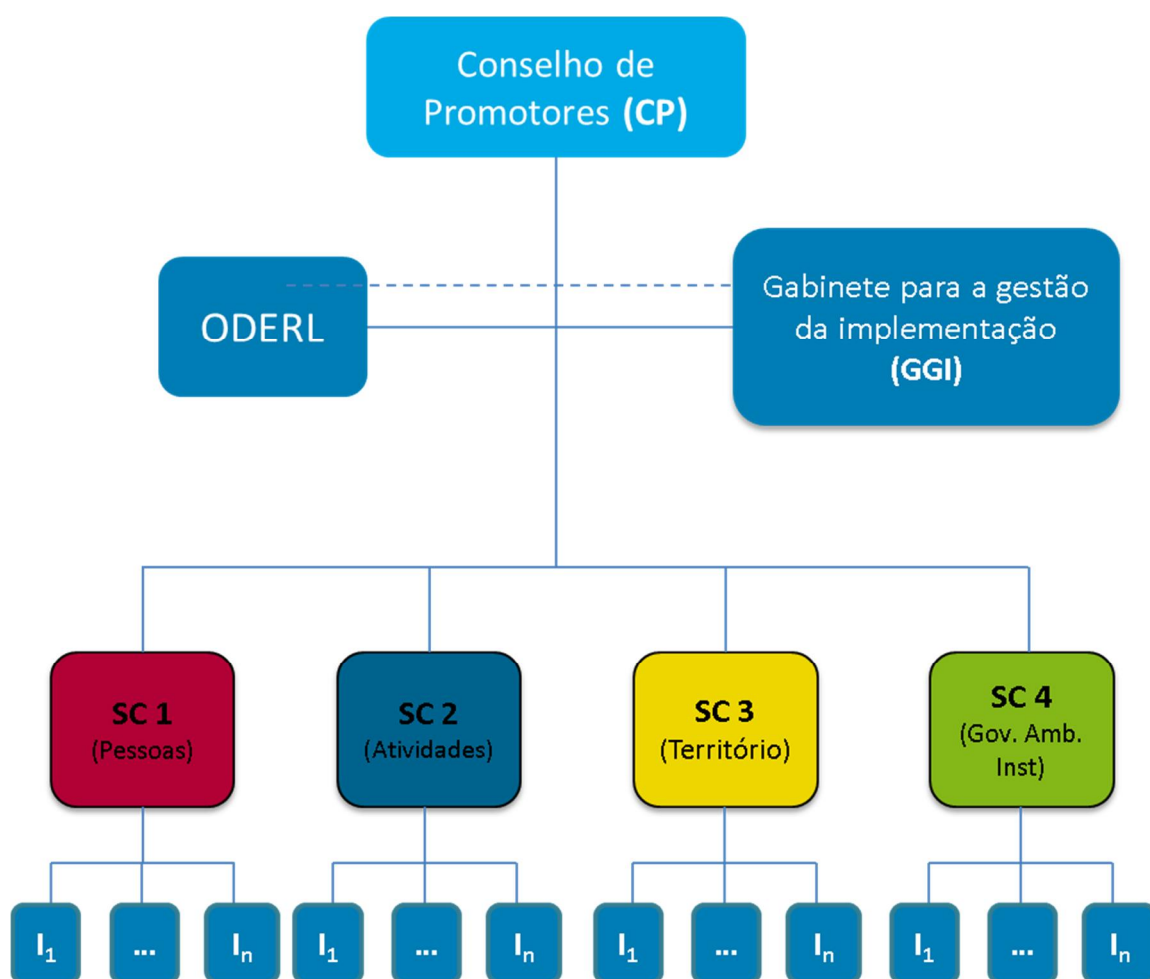 Conselho de
Promotores (CP)
ODERL
Gabinete para a gestão
da implementação
(GGI)
SC 1
(Pessoas)
SC 2
(Atividades)
SC 3
(Território)
SC 4
(Gov. Amb.
Inst)
I₁
...
Iₙ
I₁
...
Iₙ
I₁
...
Iₙ
I₁
...
Iₙ